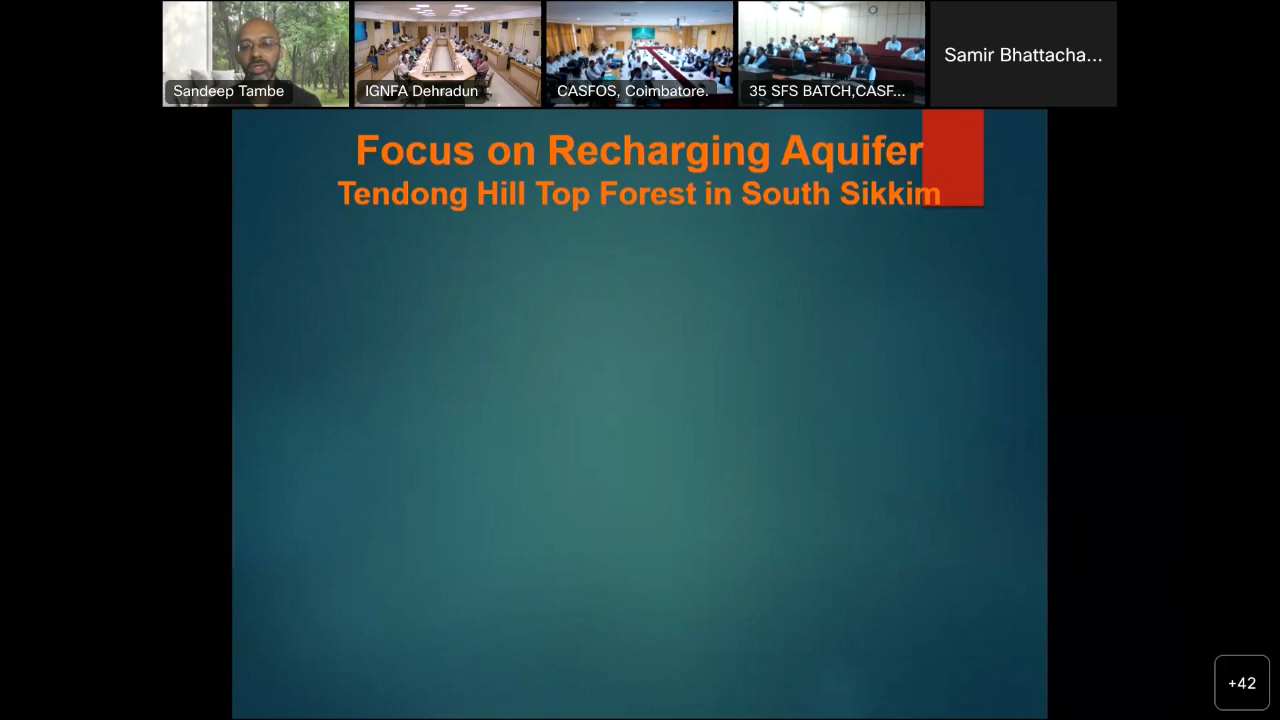 Sandeep Tambe
IGNFA Dehradun
CASFOS, Coimbatore.
35 SFS BATCH,CASF...
Samir Bhattacha...
Focus on Recharging Aquifer
Tendong Hill Top Forest in South Sikkim
+42